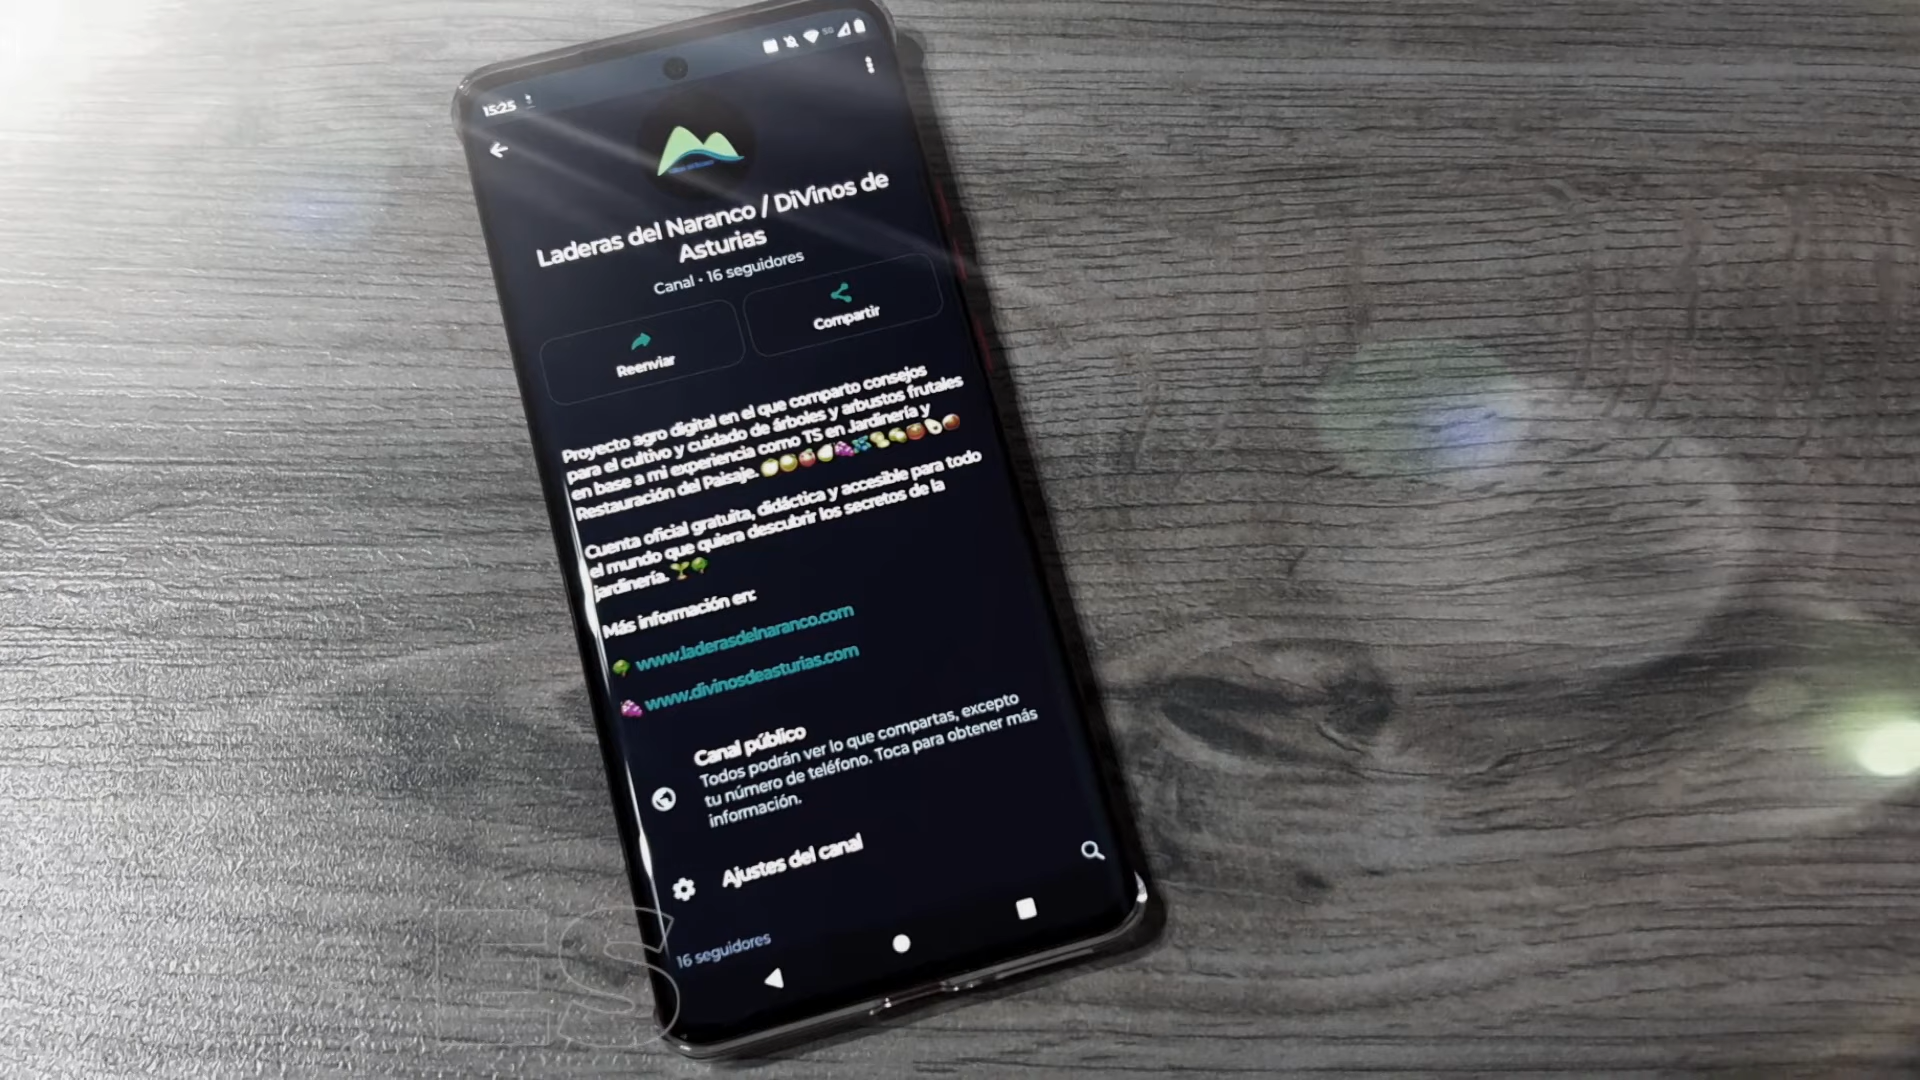 15:25
5G
Laderas del Naranco / DiVinos de
Asturias
Canal • 16 seguidores
Reenviar
Compartir
Proyecto agro digital en el que comparto consejos
para el cultivo y cuidado de árboles y arbustos frutales
en base a mi experiencia como TS en Jardinería y
Restauración del Paisaje.
Cuenta oficial gratuita, didáctica y accesible para todo
el mundo que quiera descubrir los secretos de la
jardinería.
Más información en:
www.laderasdelnaranco.com
www.divinosdeasturias.com
Canal público
Todos podrán ver lo que compartas, excepto
tu número de teléfono. Toca para obtener más
información.
Ajustes del canal
16 seguidores
ES